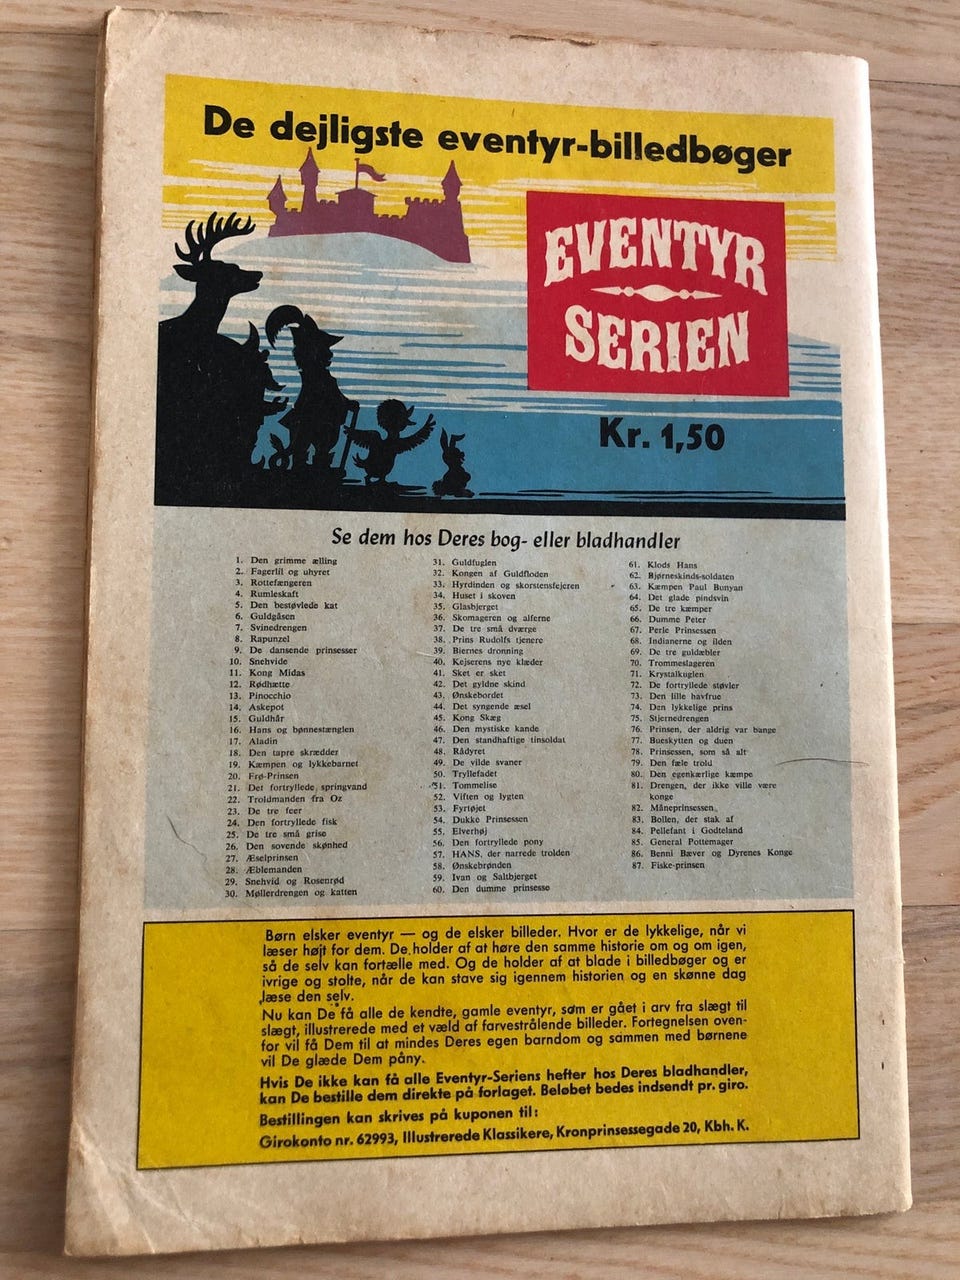 De dejligste eventyr-billedbøger
EVENTYR
SERIEN
Kr. 1,50
Se dem hos Deres bog- eller bladhandler
1. Den grimme ælling
2. Fagerlil og uhyret
3. Rottefængeren
4. Rumleskaft
5. Den bestøvlede kat
6. Guldgåsen
7. Svinedrengen
8. Rapunzel
9. De dansende prinsesser
10. Snehvide
11. Kong Midas
12. Rødhætte
13. Pinocchio
14. Askepot
15. Guldhår
16. Hans og bønnestænglen
17. Aladin
18. Den tapre skrædder
19. Kæmpen og lykkebarnet
20. Frø-Prinsen
21. Det fortryllede springvand
22. Troldmanden fra Oz
23. De tre feer
24. Den fortryllede fisk
25. De tre små grise
26. Den sovende skønhed
27. Æselprinsen
28. Æblemanden
29. Snehvid og Rosenrød
30. Møllerdrengen og katten
31. Guldfuglen
32. Kongen af Guldfloden
33. Hyrdinden og skorstensfejeren
34. Huset i skoven
35. Glasbjerget
36. Skomageren og alferne
37. De tre små dværge
38. Prins Rudolfs tjenere
39. Biernes dronning
40. Kejserens nye klæder
41. Sket er sket
42. Det gyldne skind
43. Ønskebordet
44. Det syngende æsel
45. Kong Skæg
46. Den mystiske kande
47. Den standhaftige tinsoldat
48. Rådyret
49. De vilde svaner
50. Tryllefadet
51. Tommelise
52. Viften og lygten
53. Fyrtøjet
54. Dukke Prinsessen
55. Elverhøj
56. Den fortryllede pony
57. HANS, der narrede trolden
58. Ønskebrønden
59. Ivan og Saltbjerget
60. Den dumme prinsesse
61. Klods Hans
62. Bjørneskinds-soldaten
63. Kæmpen Paul Bunyan
64. Det glade pindsvin
65. De tre kæmper
66. Dumme Peter
67. Perle Prinsessen
68. Indianerne og ilden
69. De tre guldæbler
70. Trommeslageren
71. Krystalkuglen
72. De fortryllede støvler
73. Den lille havfrue
74. Den lykkelige prins
75. Stjernedrengen
76. Prinsen, der aldrig var bange
77. Bueskytten og duen
78. Prinsessen, som så alt
79. Den fæle trold
80. Den egenkærlige kæmpe
81. Drengen, der ikke ville være
konge
82. Måneprinsessen
83. Bollen, der stak af
84. Pellefant i Godteland
85. General Pottemager
86. Benni Bæver og Dyrenes Konge
87. Fiske-prinsen
Børn elsker eventyr — og de elsker billeder. Hvor er de lykkelige, når vi
læser højt for dem. De holder af at høre den samme historie om og om igen,
så de selv kan fortælle med. Og de holder af at blade i billedbøger og er
ivrige og stolte, når de kan stave sig igennem historien og en skønne dag
læse den selv.
Nu kan De få alle de kendte, gamle eventyr, som er gået i arv fra slægt til
slægt, illustrerede med et væld af farvestrålende billeder. Fortegnelsen oven-
for vil få Dem til at mindes Deres egen barndom og sammen med børnene
vil De glæde Dem påny.
Hvis De ikke kan få alle Eventyr-Seriens hefter hos Deres bladhandler,
kan De bestille dem direkte på forlaget. Beløbet bedes indsendt pr. giro.
Bestillingen kan skrives på kuponen til:
Girokonto nr. 62993, Illustrerede Klassikere, Kronprinsessegade 20, Kbh. K.